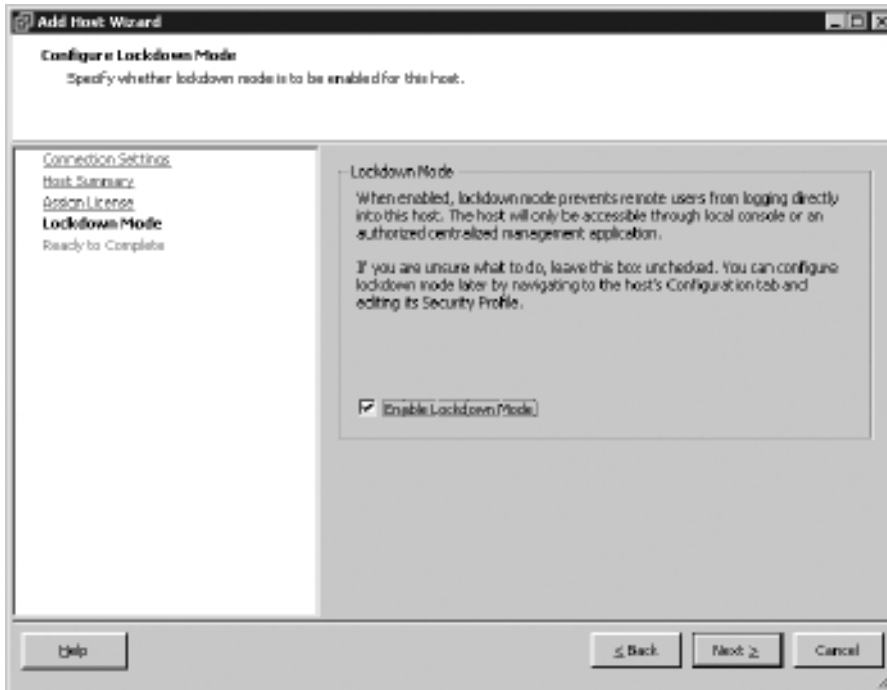 Add Host Wizard
Configure Lockdown Mode
Specify whether lockdown mode is to be enabled for this host.
Connection Settings
Host Summary
Assign License
Lockdown Mode
Ready to Complete
Lockdown Mode
When enabled, lockdown mode prevents remote users from logging directly
into this host. The host will only be accessible through local console or an
authorized centralized management application.
If you are unsure what to do, leave this box unchecked. You can configure
lockdown mode later by navigating to the host's Configuration tab and
editing its Security Profile.
Enable Lockdown Mode
Help
≤ Back
Next ≥
Cancel